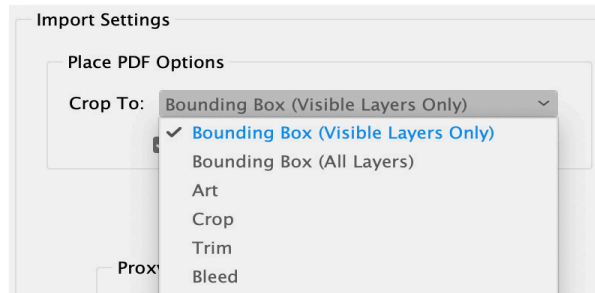 Import Settings
Place PDF Options
Crop To: Bounding Box (Visible Layers Only)
Bounding Box (Visible Layers Only)
Bounding Box (All Layers)
Art
Crop
Trim
Proxy
Bleed